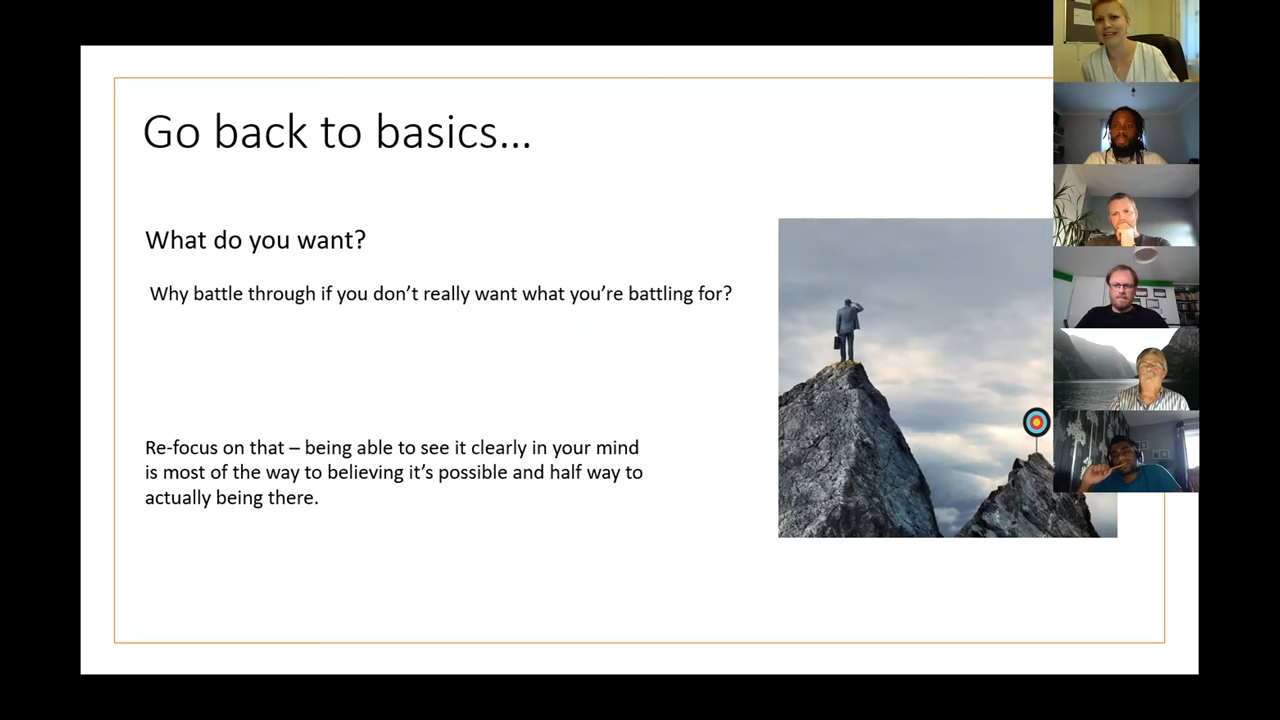 Go back to basics...
What do you want?
Why battle through if you don’t really want what you’re battling for?
Re-focus on that – being able to see it clearly in your mind
is most of the way to believing it’s possible and half way to
actually being there.